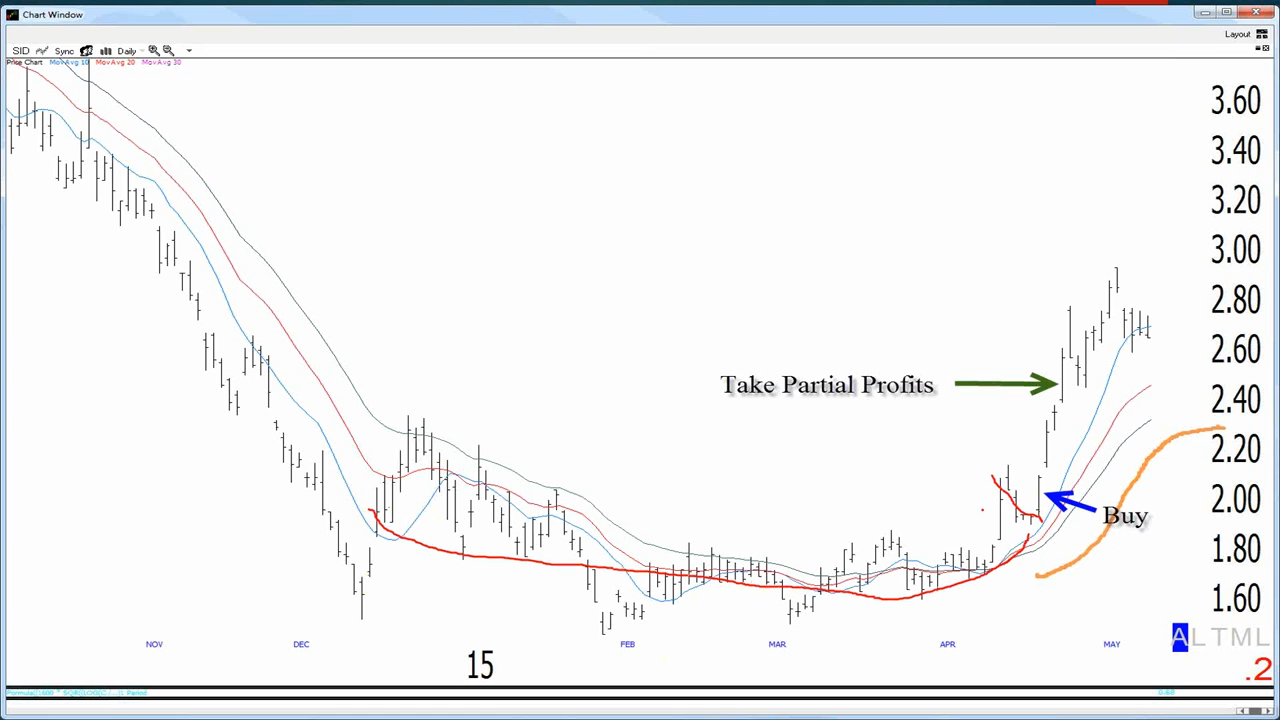 Chart Window
Layout
SID Sync Daily
Price Chart MovAvg 10 MovAvg 20 MovAvg 30
3.60
3.40
3.20
3.00
2.80
2.60
Take Partial Profits
2.40
2.20
2.00
Buy
1.80
1.60
NOV DEC FEB MAR APR MAY
ALTML
15
.2